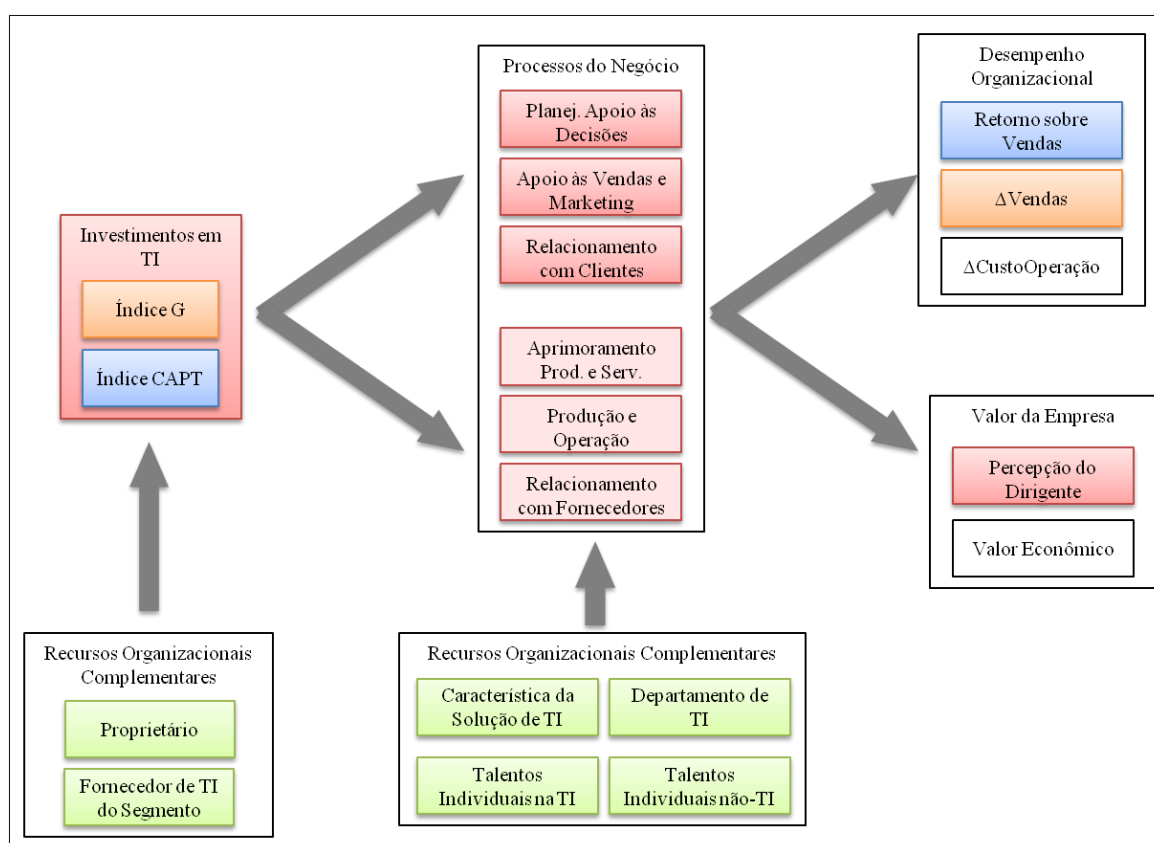 Investimentos em
TI
Índice G
Índice CAPT
Recursos Organizacionais
Complementares
Proprietário
Fornecedor de TI
do Segmento
Processos do Negócio
Planej. Apoio às
Decisões
Apoio às Vendas e
Marketing
Relacionamento
com Clientes
Aprimoramento
Prod. e Serv.
Produção e
Operação
Relacionamento
com Fornecedores
Recursos Organizacionais Complementares
Característica da
Solução de TI
Departamento de
TI
Talentos
Individuais na TI
Talentos
Individuais não-TI
Desempenho
Organizacional
Retorno sobre
Vendas
ΔVendas
ΔCustoOperação
Valor da Empresa
Percepção do
Dirigente
Valor Econômico